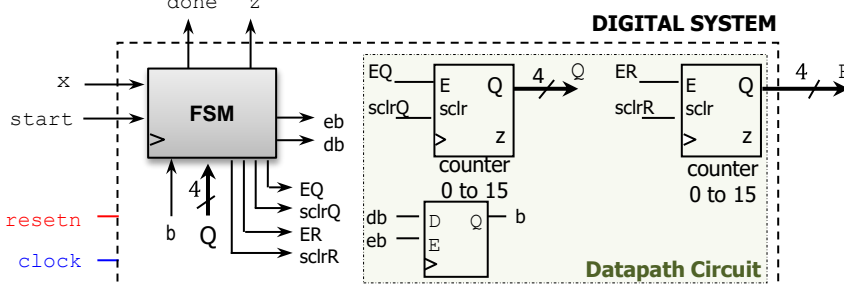 done z
DIGITAL SYSTEM
x
start
FSM
eb
db
4
b Q
EQ
sclrQ
ER
sclrR
resetn
clock
EQ
sclrQ
E Q
sclr
z
4 Q
counter
0 to 15
ER
sclrR
E Q
sclr
z
4
counter
0 to 15
db
eb
D Q
E
b
Datapath Circuit